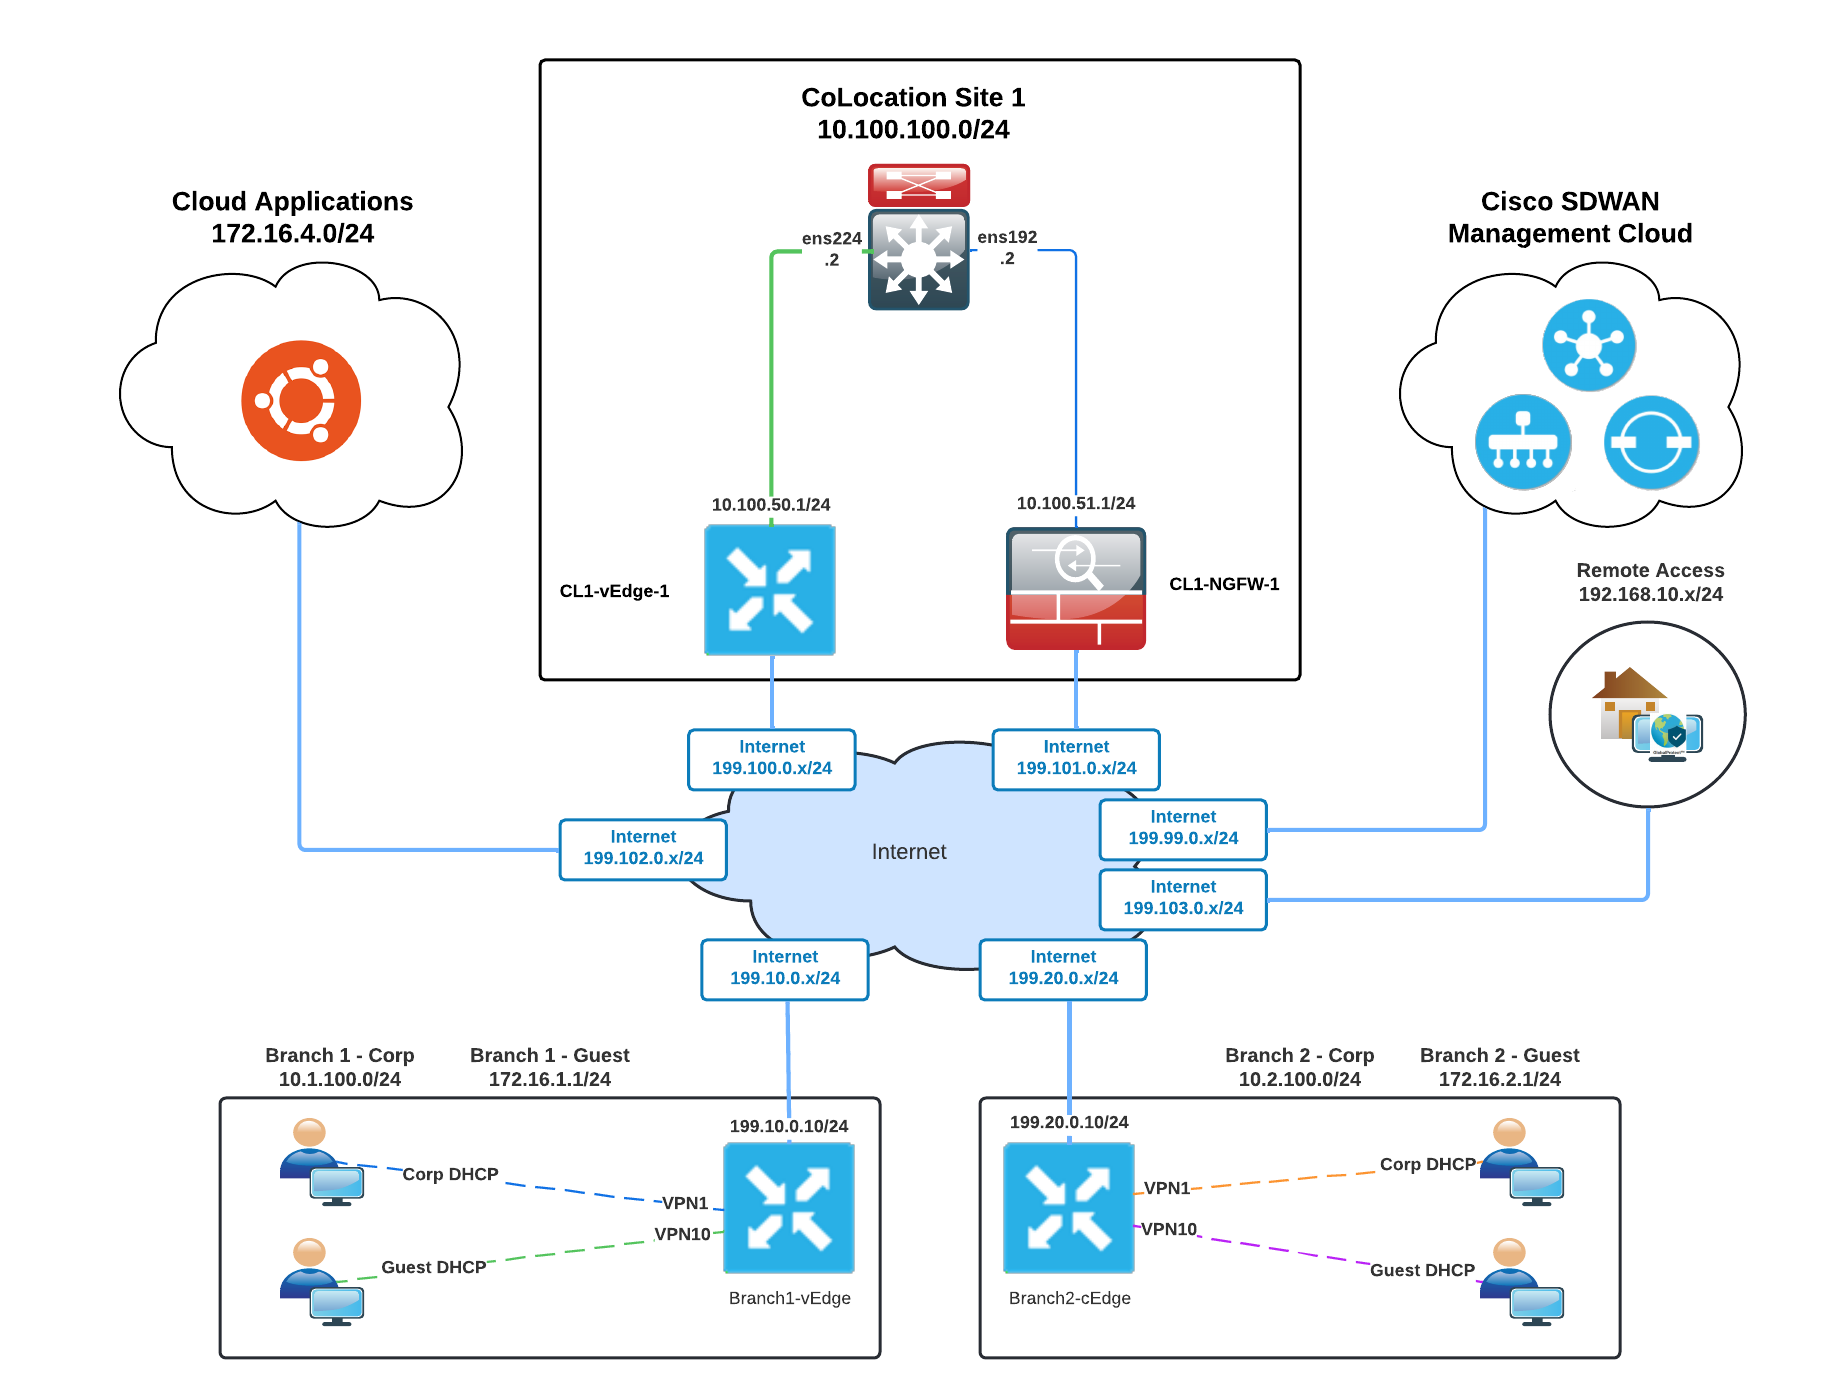 CoLocation Site 1
10.100.100.0/24
Cloud Applications
172.16.4.0/24
Cisco SDWAN
Management Cloud
ens224
.2
ens192
.2
10.100.50.1/24
10.100.51.1/24
CL1-vEdge-1
CL1-NGFW-1
Remote Access
192.168.10.x/24
GlobalProtect™
Internet
199.100.0.x/24
Internet
199.101.0.x/24
Internet
199.99.0.x/24
Internet
199.102.0.x/24
Internet
Internet
199.103.0.x/24
Internet
199.10.0.x/24
Internet
199.20.0.x/24
Branch 1 - Corp
10.1.100.0/24
Branch 1 - Guest
172.16.1.1/24
Branch 2 - Corp
10.2.100.0/24
Branch 2 - Guest
172.16.2.1/24
199.10.0.10/24
Corp DHCP
VPN1
VPN10
Guest DHCP
Branch1-vEdge
199.20.0.10/24
Corp DHCP
VPN1
VPN10
Guest DHCP
Branch2-cEdge